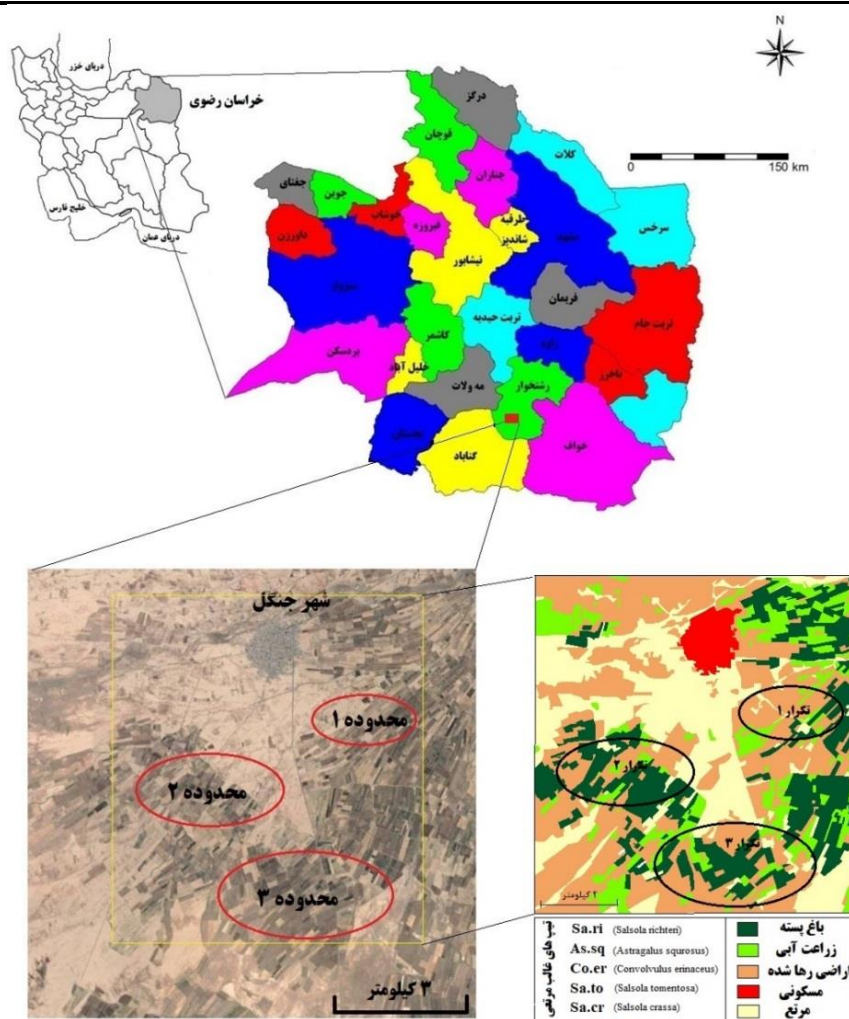 N
دریای خزر
خراسان رضوی
خلیج فارس
دریای عمان
150 km
0
درگز
قوچان
کلات
چناران
جغتای
جوین
خوشاب
داورزن
فیروزه
طرقبه
شاندیز
مشهد
سرخس
نیشابور
سبزوار
فریمان
تربت حیدیه
تربت جام
کاشمر
بردسکن
خلیل آباد
زاوه
باخرز
مه ولات
رشتخوار
خواف
گناباد
شهر جنگل
محدوده ۱
محدوده ۲
محدوده ۳
۳ کیلومتر
تکرار ۱
تکرار ۲
تکرار ۳
۲ کیلومتر
تیپ های غالب مرتعی
Sa.ri (Salsola richteri)
As.sq (Astragalus squrosus)
Co.er (Convolvulus erinaceus)
Sa.to (Salsola tomentosa)
Sa.cr (Salsola crassa)
باغ پسته
زراعت آبی
اراضی رها شده
مسکونی
مرتع